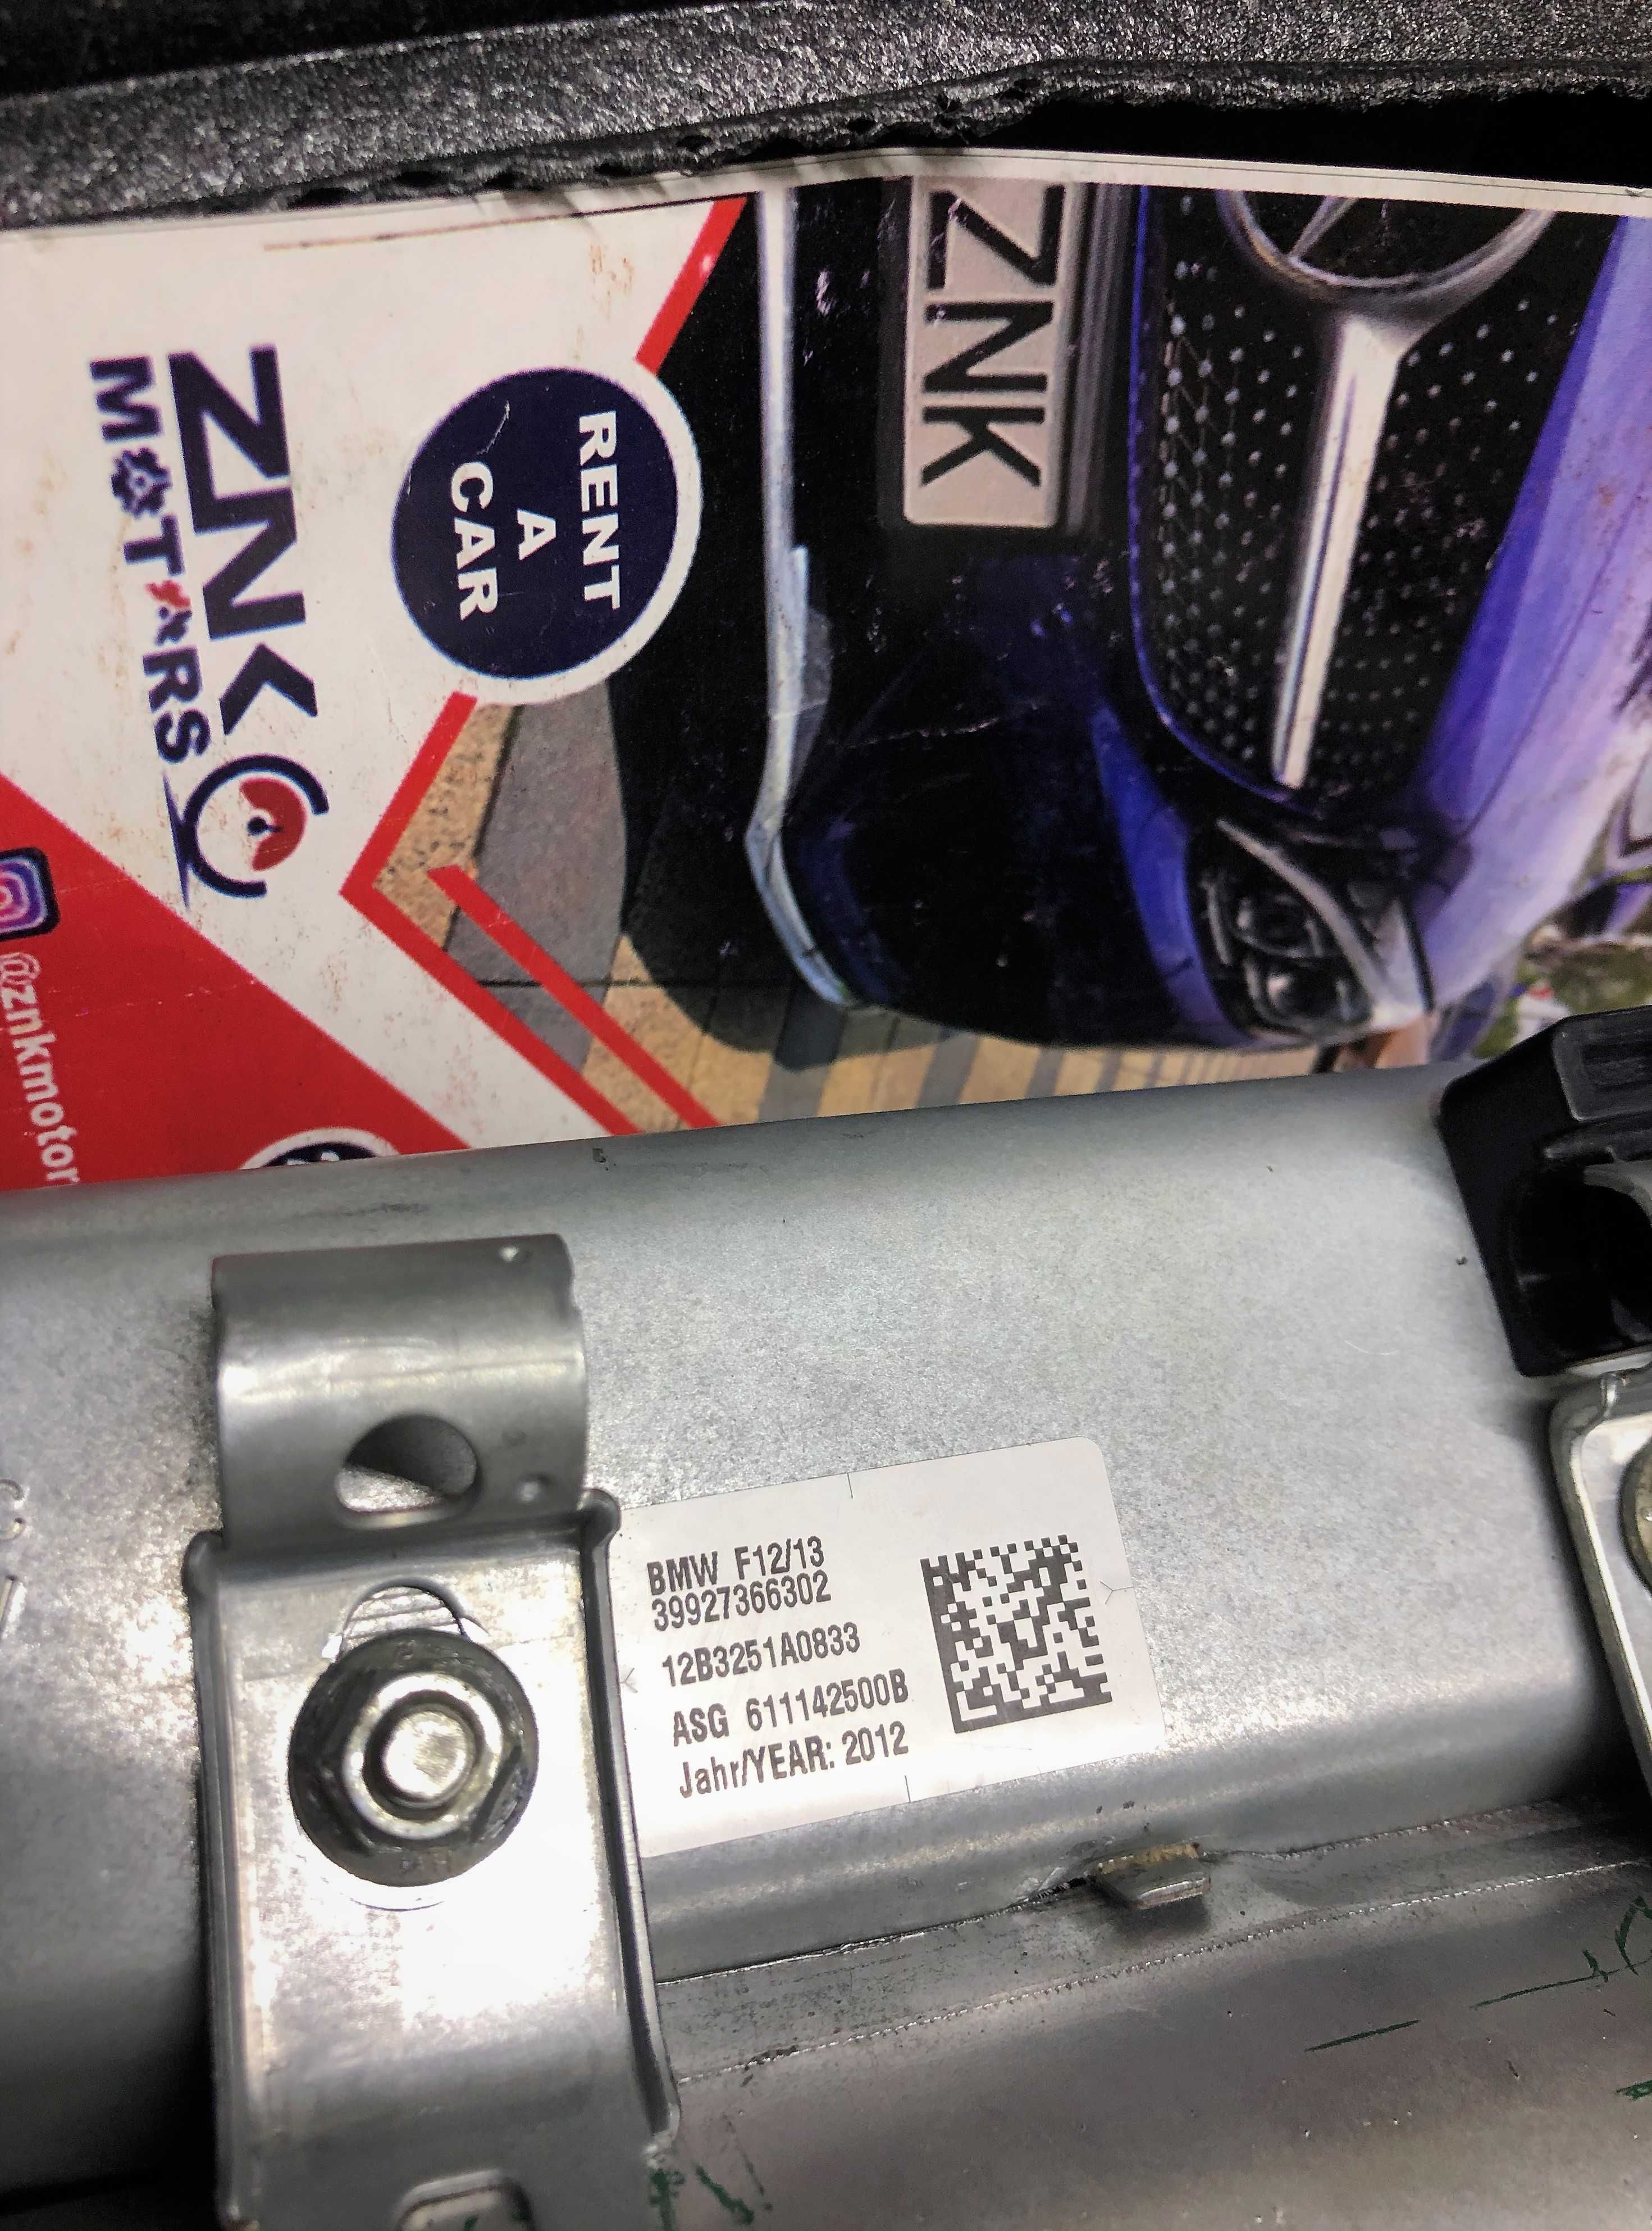 ZNK
RENT
A
CAR
ZNK
MOTORS
@znkmotor
BMW F12/13
39927366302
12B3251A0833
ASG 611142500B
Jahr/YEAR: 2012